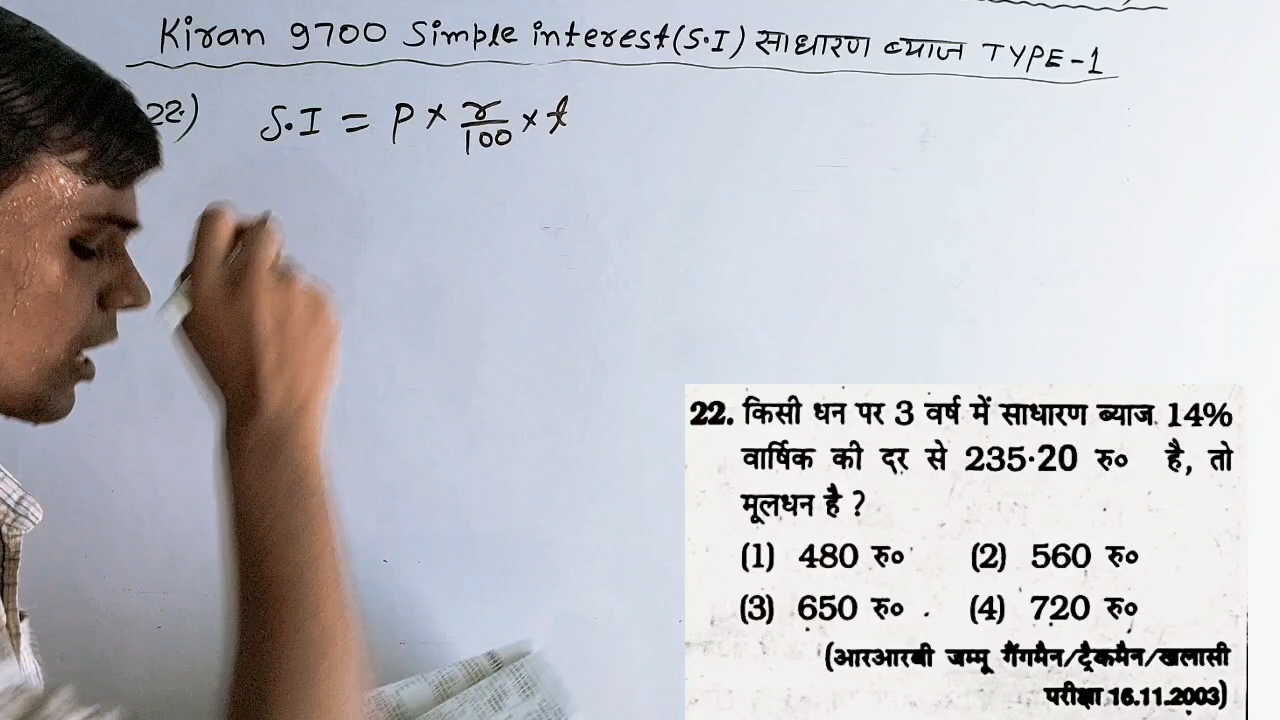 Kiran 9700 Simple interest (S.I) साधारण ब्याज TYPE-1
22.) S.I = P × r/100 × t
22. किसी धन पर 3 वर्ष में साधारण ब्याज 14%
वार्षिक की दर से 235·20 रु० है, तो
मूलधन है ?
(1) 480 रु० (2) 560 रु०
(3) 650 रु० (4) 720 रु०
(आरआरबी जम्मू गैंगमैन/ट्रैकमैन/खलासी
परीक्षा 16.11.2003)